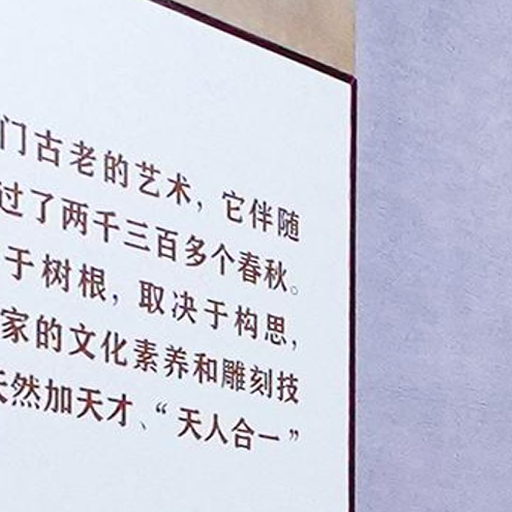 门古老的艺术，它伴随
过了两千三百多个春秋。
于树根，取决于构思，
家的文化素养和雕刻技
天然加天才、“天人合一”